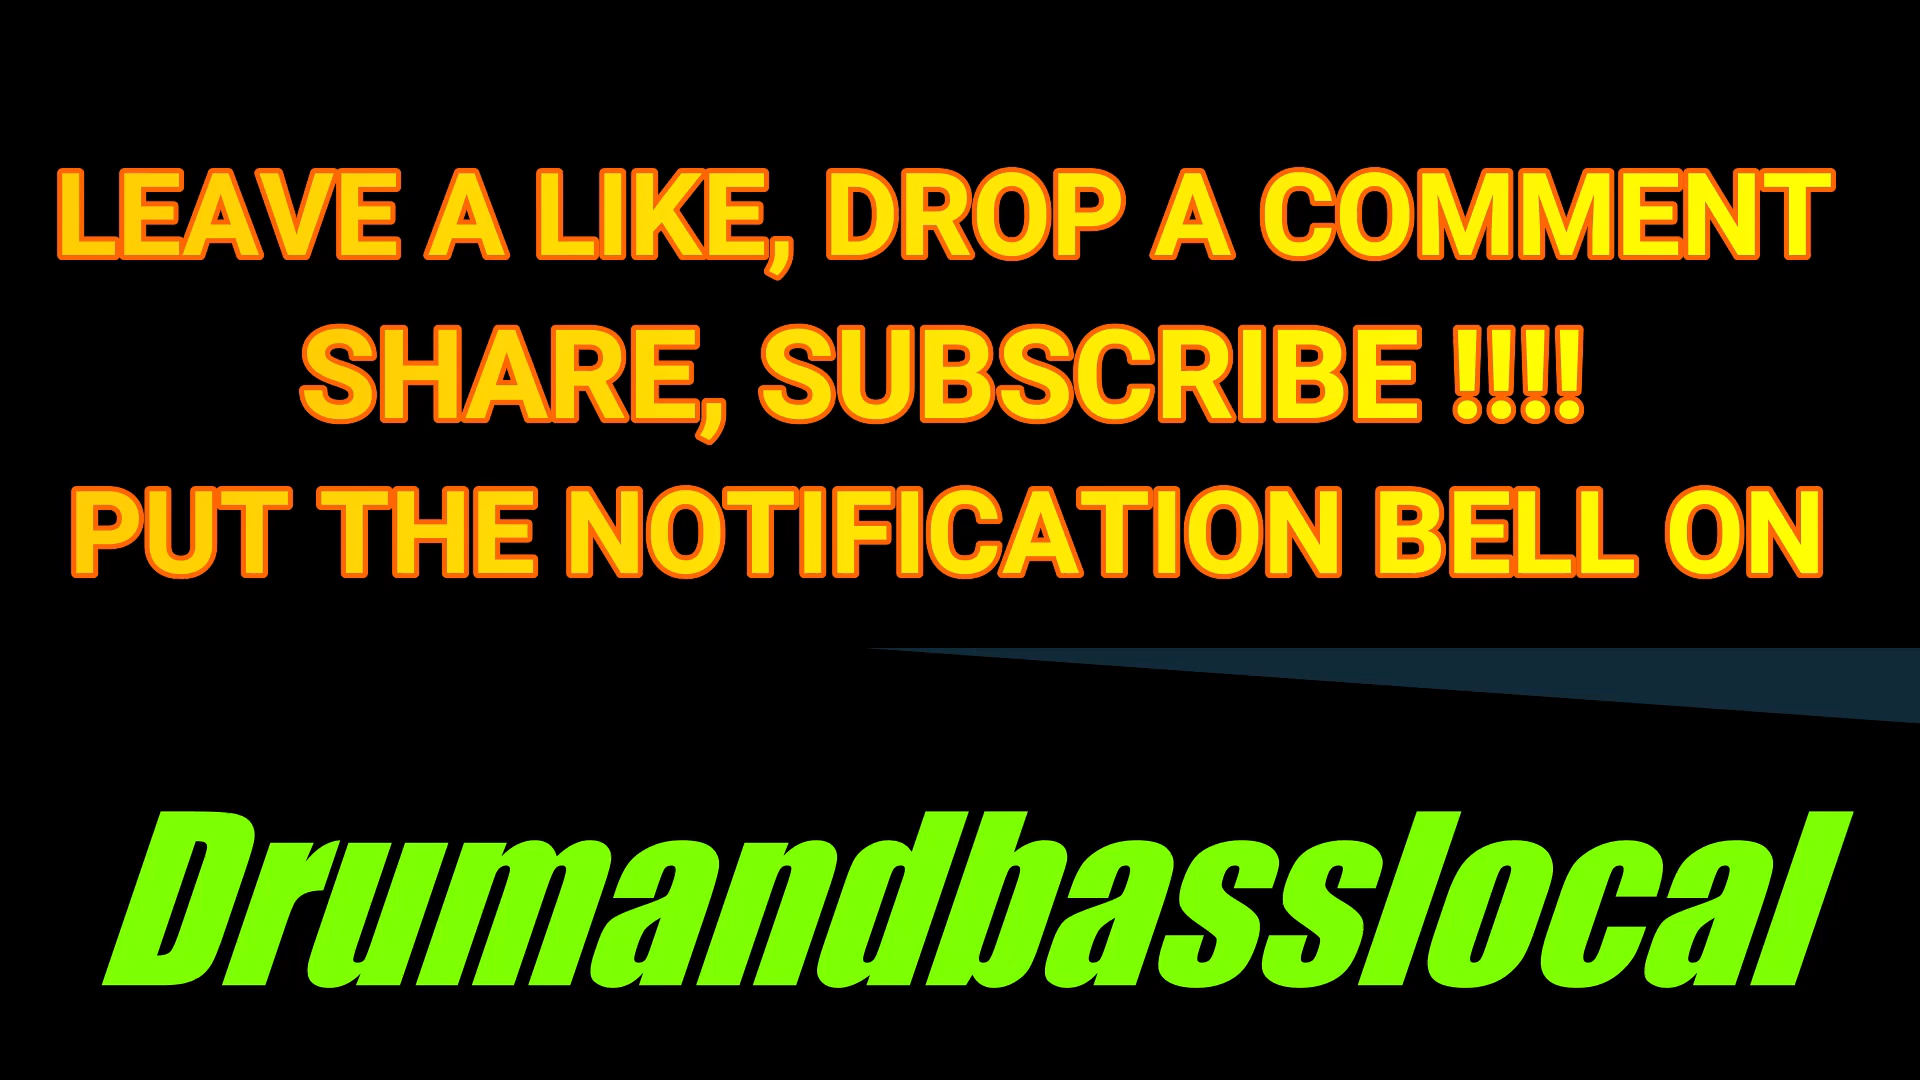 LEAVE A LIKE, DROP A COMMENT
SHARE, SUBSCRIBE !!!!
PUT THE NOTIFICATION BELL ON
Drumandbasslocal